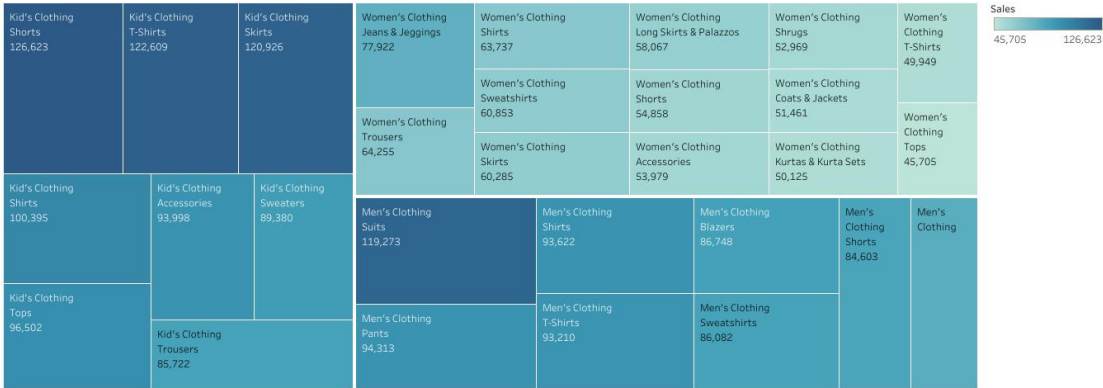 Kid's Clothing
Shorts
126,623
Kid's Clothing
T-Shirts
122,609
Kid's Clothing
Skirts
120,926
Kid's Clothing
Shirts
100,395
Kid's Clothing
Accessories
93,998
Kid's Clothing
Sweaters
89,380
Kid's Clothing
Tops
96,502
Kid's Clothing
Trousers
85,722
Women's Clothing
Jeans & Jeggings
77,922
Women's Clothing
Trousers
64,255
Women's Clothing
Shirts
63,737
Women's Clothing
Sweatshirts
60,853
Women's Clothing
Skirts
60,285
Women's Clothing
Long Skirts & Palazzos
58,067
Women's Clothing
Shorts
54,858
Women's Clothing
Accessories
53,979
Women's Clothing
Shrugs
52,969
Women's Clothing
Coats & Jackets
51,461
Women's Clothing
Kurtas & Kurta Sets
50,125
Women's
Clothing
T-Shirts
49,949
Women's
Clothing
Tops
45,705
Men's Clothing
Suits
119,273
Men's Clothing
Pants
94,313
Men's Clothing
Shirts
93,622
Men's Clothing
T-Shirts
93,210
Men's Clothing
Blazers
86,748
Men's Clothing
Sweatshirts
86,082
Men's
Clothing
Shorts
84,603
Men's
Clothing
Sales
45,705 126,623